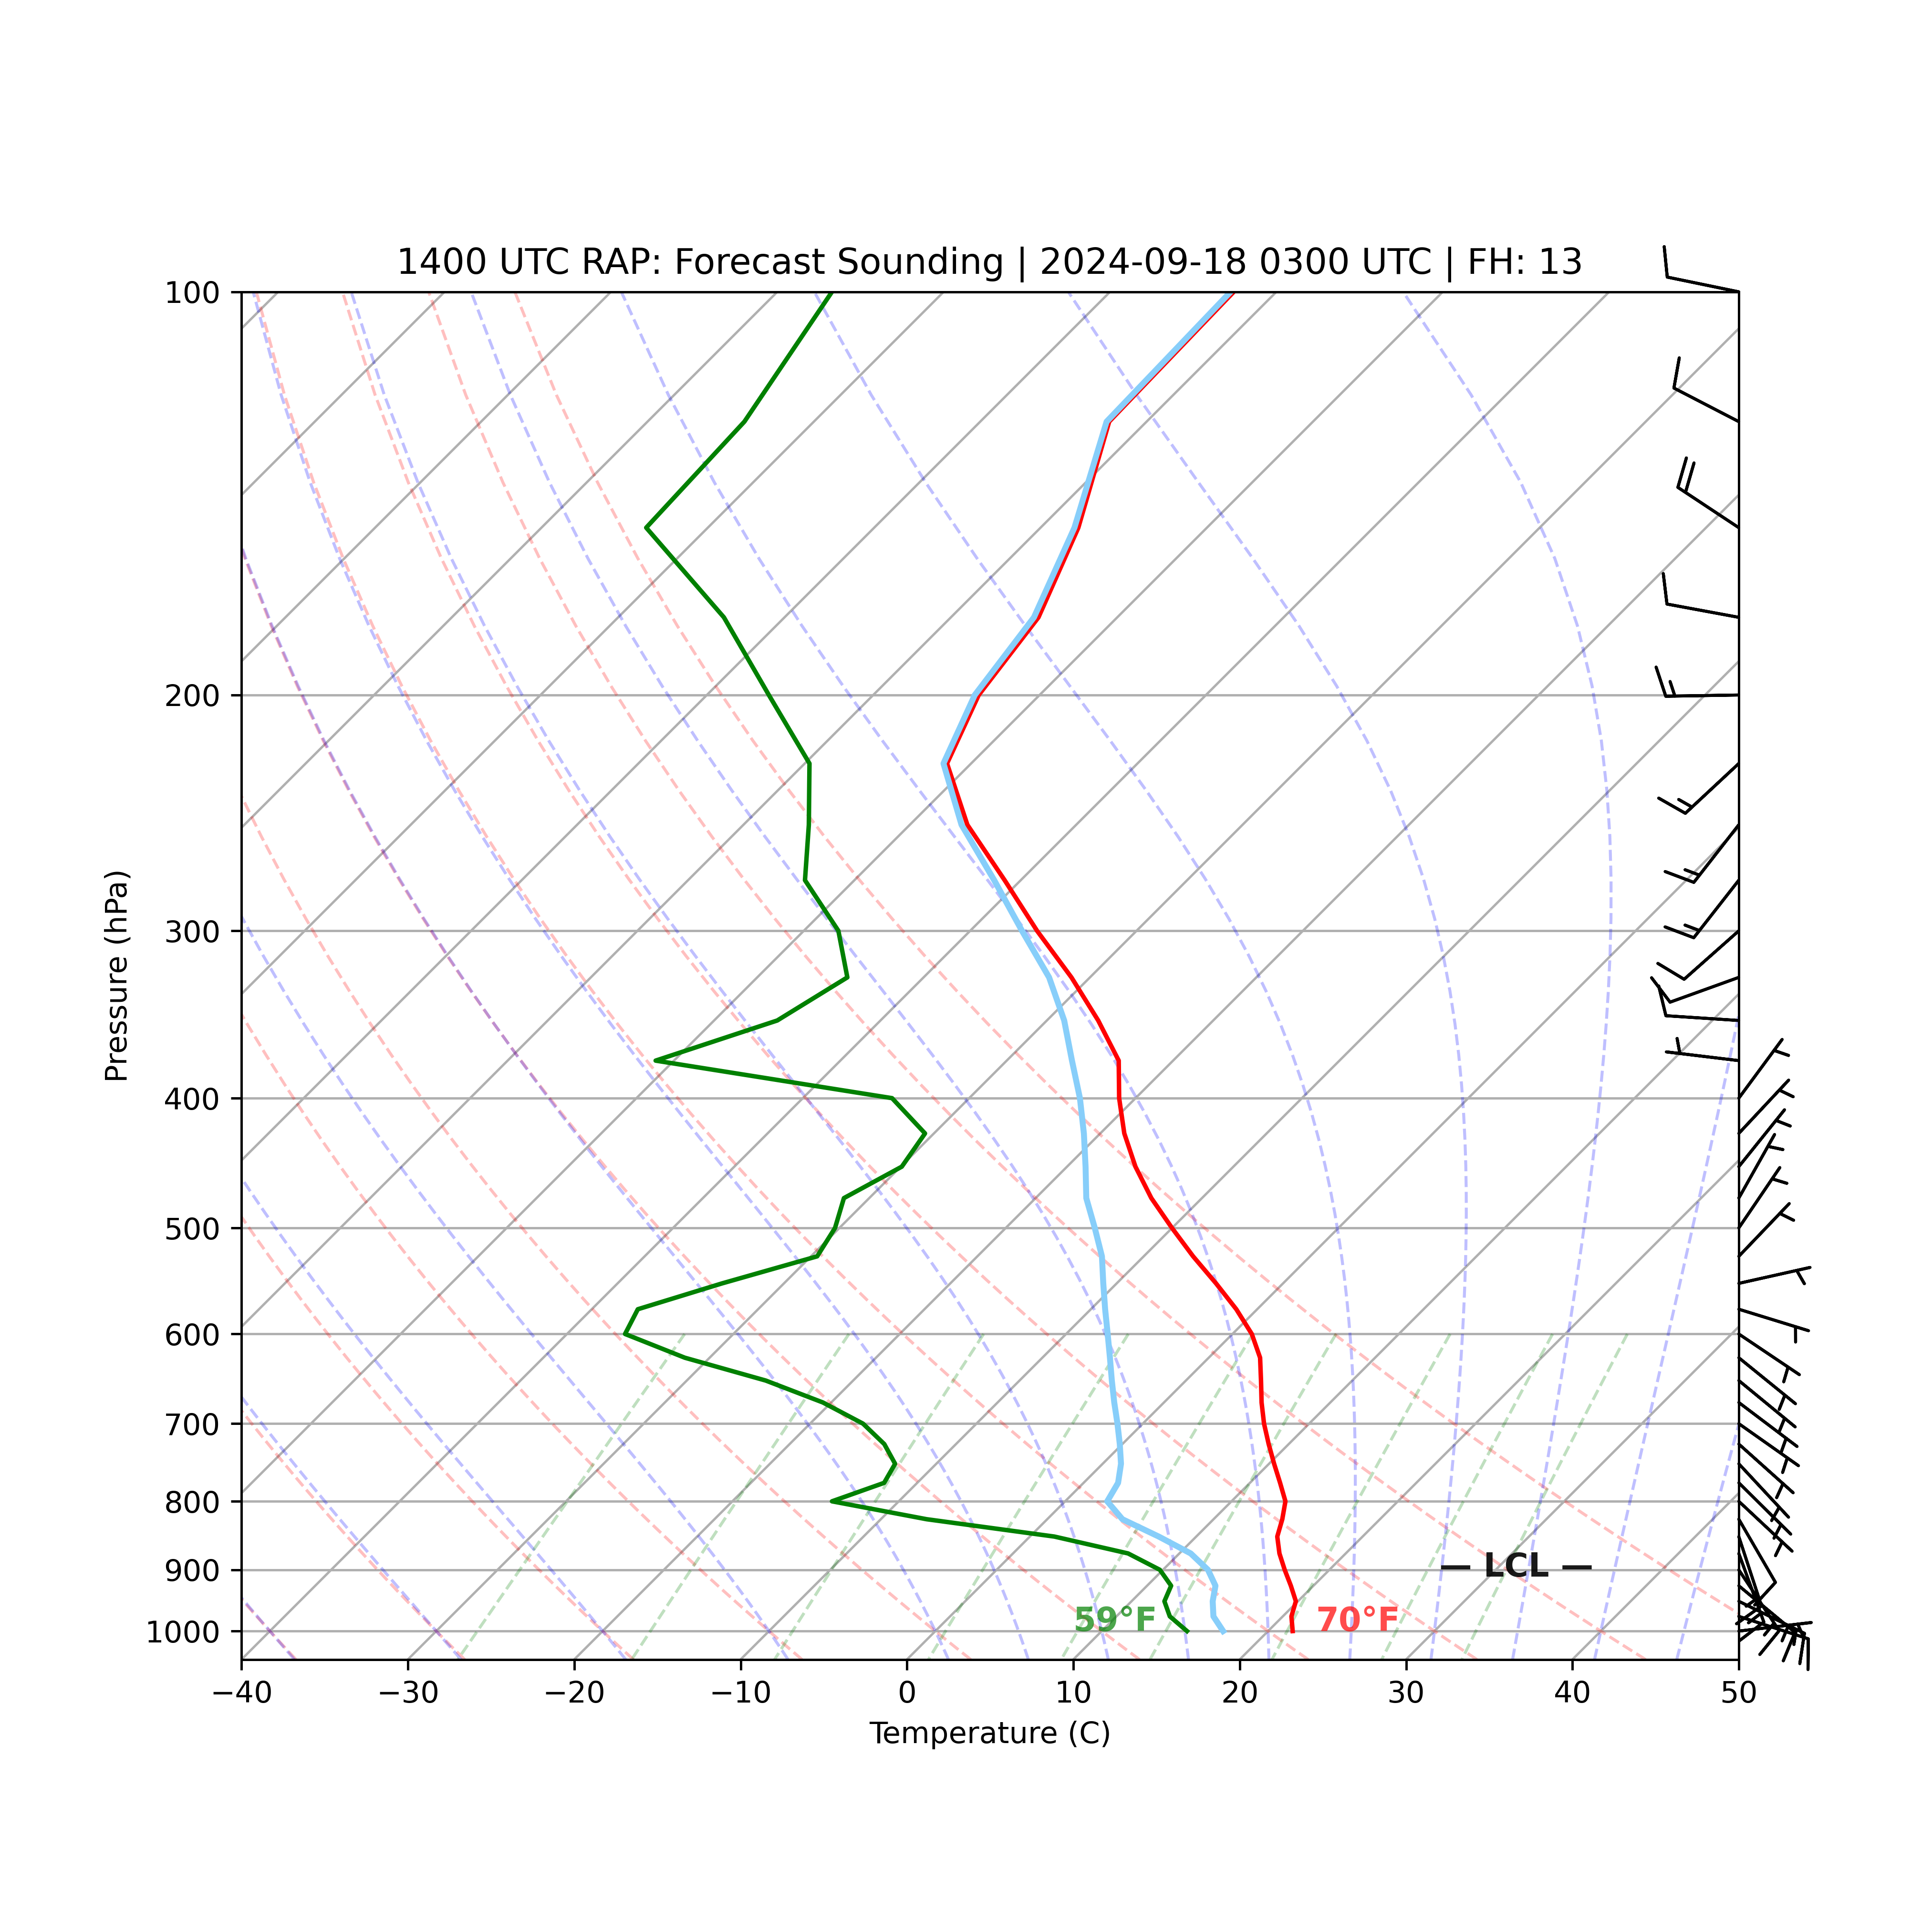 1400 UTC RAP: Forecast Sounding | 2024-09-18 0300 UTC | FH: 13
100
200
300
400
500
600
700
800
900
1000
Pressure (hPa)
— LCL —
59°F 70°F
−40 −30 −20 −10 0 10 20 30 40 50
Temperature (C)